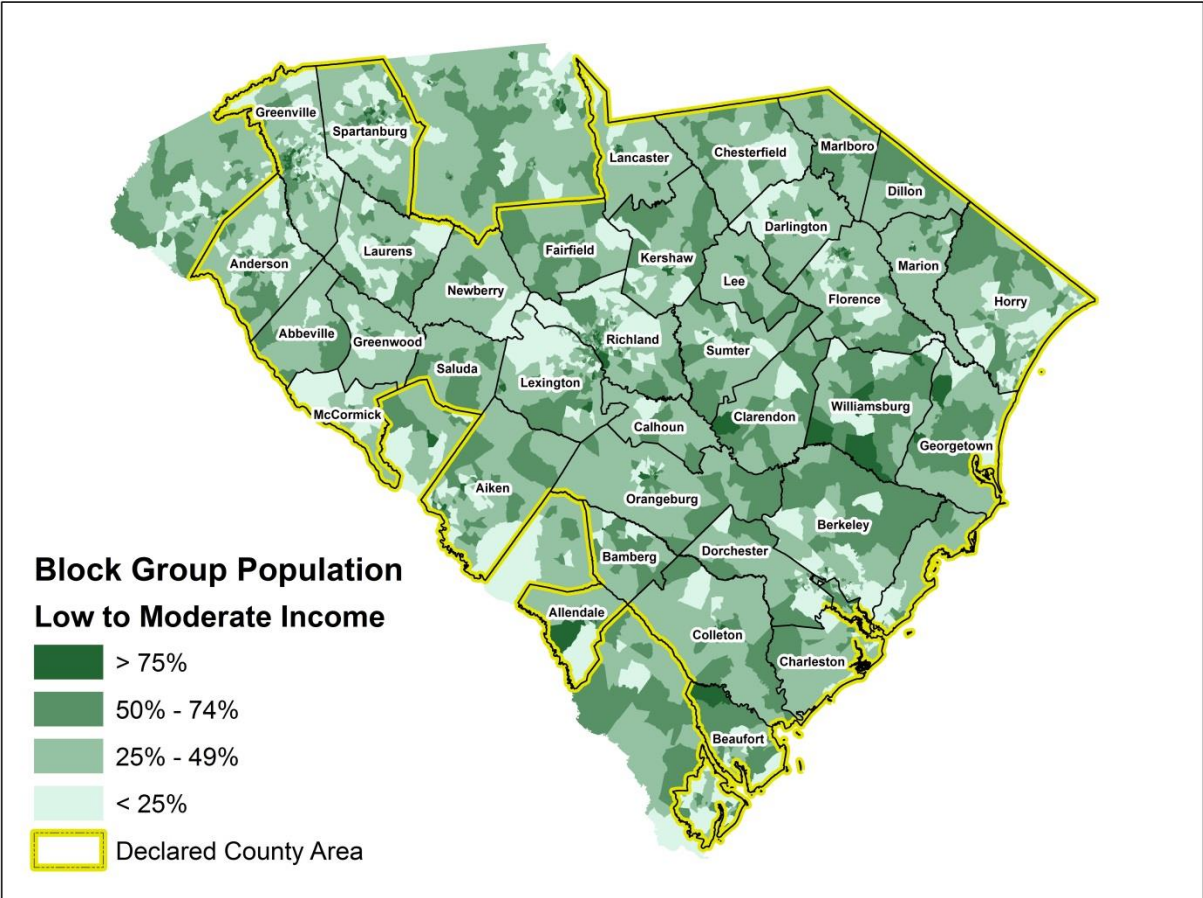 Greenville
Spartanburg
Lancaster
Chesterfield
Marlboro
Dillon
Anderson
Laurens
Fairfield
Kershaw
Darlington
Marion
Newberry
Lee
Florence
Horry
Abbeville
Greenwood
Richland
Sumter
Saluda
Lexington
McCormick
Clarendon
Williamsburg
Calhoun
Georgetown
Aiken
Orangeburg
Berkeley
Bamberg
Dorchester
Allendale
Colleton
Charleston
Beaufort
Block Group Population
Low to Moderate Income
> 75%
50% - 74%
25% - 49%
< 25%
Declared County Area